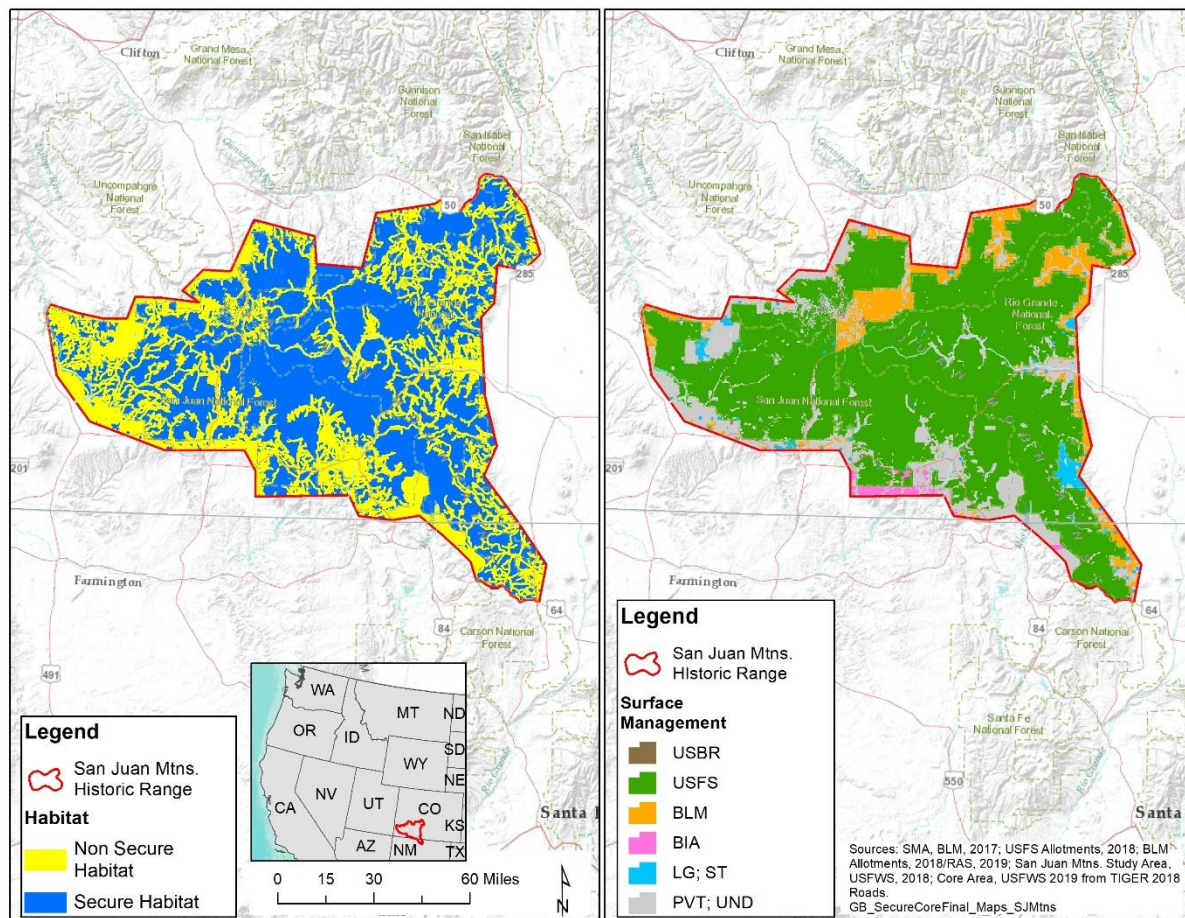 Clifton
Grand Mesa
National Forest
Gunnison
National
Forest
San Isabel
National
Forest
Uncompahgre
National
Forest
50
285
San Juan National Forest
201
Farmington
64
84
Carson National
Forest
491
Legend
San Juan Mtns.
Historic Range
Habitat
Non Secure
Habitat
Secure Habitat
WA
MT
ND
OR
ID
SD
WY
NE
NV
UT
CO
CA
KS
AZ
NM
TX
0 15 30 60 Miles
N
Rio Grande
Santa
Clifton
Grand Mesa
National Forest
Gunnison
National
Forest
San Isabel
National
Forest
Uncompahgre
National
Forest
50
285
Rio Grande
National
Forest
San Juan National Forest
201
Farmington
64
84
Carson National
Forest
Santa Fe
National Forest
550
Rio Grande
Santa
Legend
San Juan Mtns.
HIstoric Range
Surface
Management
USBR
USFS
BLM
BIA
LG; ST
PVT; UND
Sources: SMA, BLM, 2017; USFS Allotments, 2018; BLM
Allotments, 2018/RAS, 2019; San Juan Mtns. Study Area,
USFWS, 2018; Core Area, USFWS 2019 from TIGER 2018
Roads.
GB_SecureCoreFinal_Maps_SJMtns